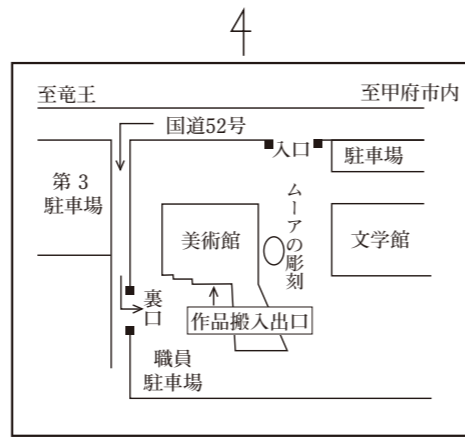 4
至竜王
至甲府市内
国道52号
入口
駐車場
第3
駐車場
ムーアの彫刻
美術館
文学館
裏口
作品搬入出口
職員
駐車場